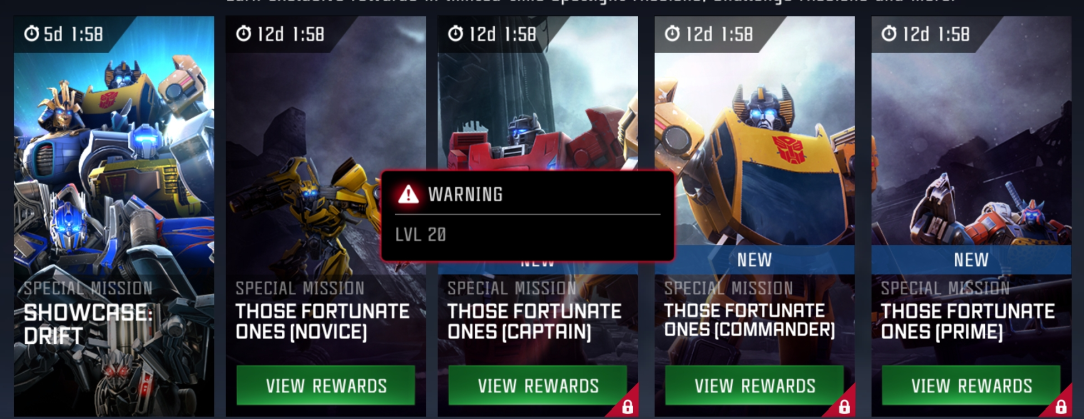 5d 1:58
12d 1:58
12d 1:58
12d 1:58
12d 1:58
WARNING
LVL 20
NEW
NEW
NEW
SPECIAL MISSION
SHOWCASE:
DRIFT
SPECIAL MISSION
THOSE FORTUNATE
ONES (NOVICE)
VIEW REWARDS
SPECIAL MISSION
THOSE FORTUNATE
ONES (CAPTAIN)
VIEW REWARDS
SPECIAL MISSION
THOSE FORTUNATE
ONES (COMMANDER)
VIEW REWARDS
SPECIAL MISSION
THOSE FORTUNATE
ONES (PRIME)
VIEW REWARDS